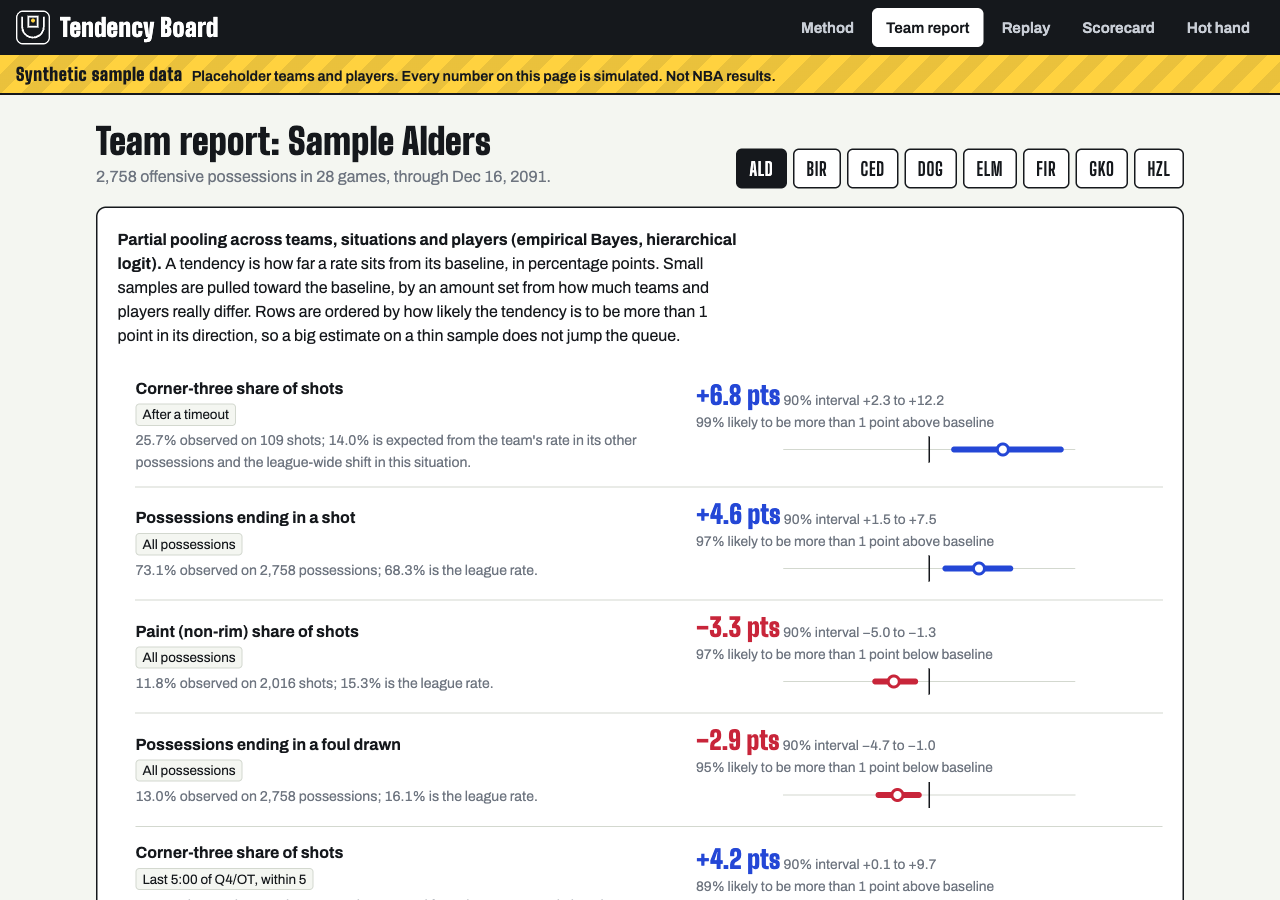 Tendency Board
Method
Team report
Replay
Scorecard
Hot hand
Synthetic sample data Placeholder teams and players. Every number on this page is simulated. Not NBA results.
Team report: Sample Alders
2,758 offensive possessions in 28 games, through Dec 16, 2091.
ALD
BIR
CED
DOG
ELM
FIR
GKO
HZL
Partial pooling across teams, situations and players (empirical Bayes, hierarchical
logit). A tendency is how far a rate sits from its baseline, in percentage points. Small
samples are pulled toward the baseline, by an amount set from how much teams and
players really differ. Rows are ordered by how likely the tendency is to be more than 1
point in its direction, so a big estimate on a thin sample does not jump the queue.
Corner-three share of shots
After a timeout
25.7% observed on 109 shots; 14.0% is expected from the team's rate in its other
possessions and the league-wide shift in this situation.
+6.8 pts 90% interval +2.3 to +12.2
99% likely to be more than 1 point above baseline
Possessions ending in a shot
All possessions
73.1% observed on 2,758 possessions; 68.3% is the league rate.
+4.6 pts 90% interval +1.5 to +7.5
97% likely to be more than 1 point above baseline
Paint (non-rim) share of shots
All possessions
11.8% observed on 2,016 shots; 15.3% is the league rate.
−3.3 pts 90% interval −5.0 to −1.3
97% likely to be more than 1 point below baseline
Possessions ending in a foul drawn
All possessions
13.0% observed on 2,758 possessions; 16.1% is the league rate.
−2.9 pts 90% interval −4.7 to −1.0
95% likely to be more than 1 point below baseline
Corner-three share of shots
Last 5:00 of Q4/OT, within 5
+4.2 pts 90% interval +0.1 to +9.7
89% likely to be more than 1 point above baseline